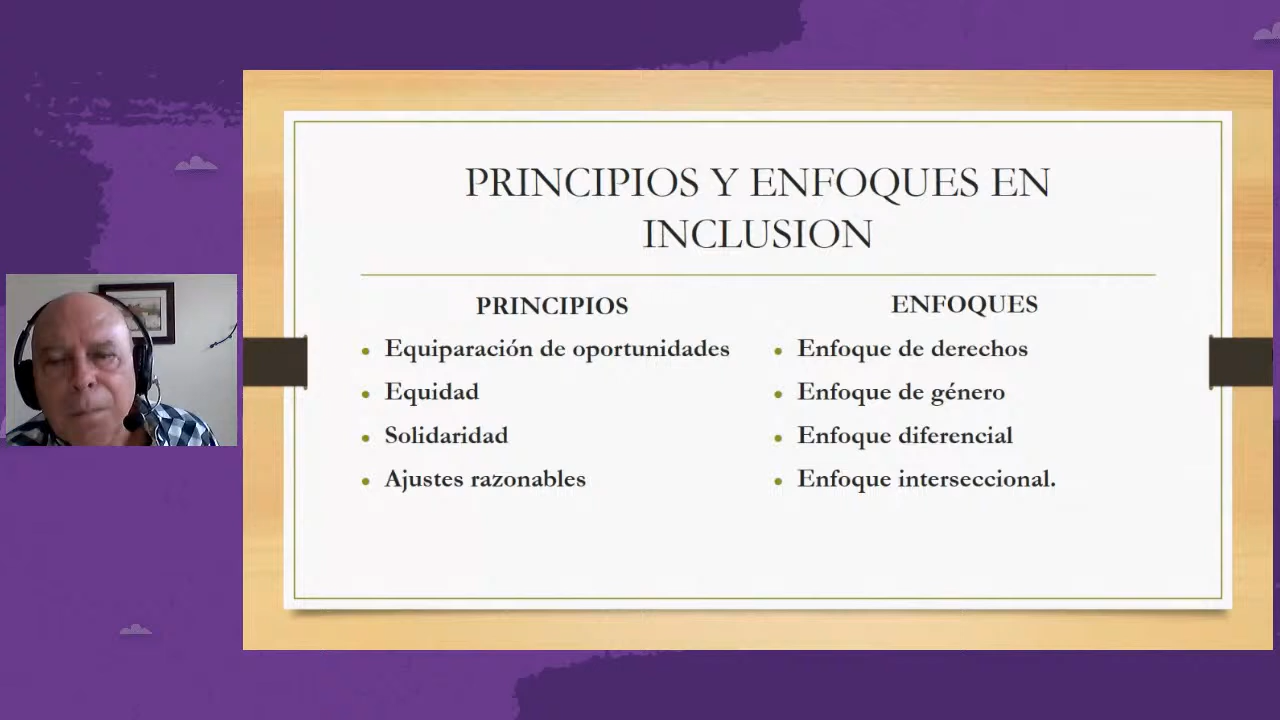 PRINCIPIOS Y ENFOQUES EN
INCLUSION
PRINCIPIOS
Equiparación de oportunidades
Equidad
Solidaridad
Ajustes razonables
ENFOQUES
Enfoque de derechos
Enfoque de género
Enfoque diferencial
Enfoque interseccional.